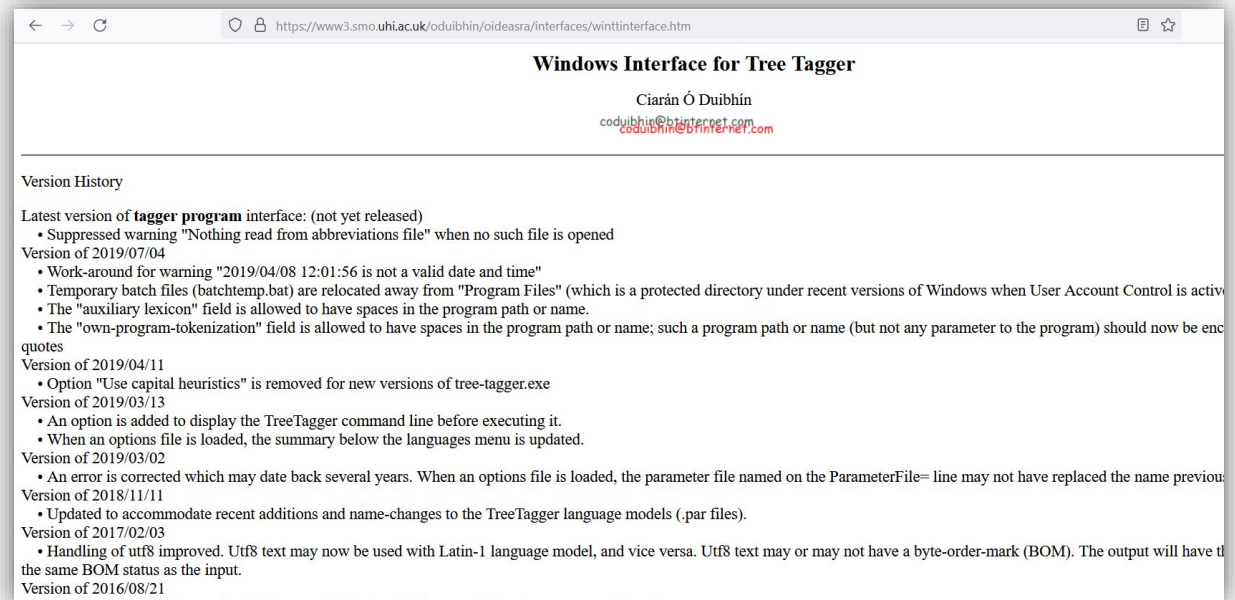 https://www3.smo.uhi.ac.uk/oduibhin/oideasra/interfaces/winttinterface.htm
Windows Interface for Tree Tagger
Ciarán Ó Duibhín
coduibhin@btinternet.com
coduibhin@btinternet.com
Version History
Latest version of tagger program interface: (not yet released)
• Suppressed warning "Nothing read from abbreviations file" when no such file is opened
Version of 2019/07/04
• Work-around for warning "2019/04/08 12:01:56 is not a valid date and time"
• Temporary batch files (batchtemp.bat) are relocated away from "Program Files" (which is a protected directory under recent versions of Windows when User Account Control is active
• The "auxiliary lexicon" field is allowed to have spaces in the program path or name.
• The "own-program-tokenization" field is allowed to have spaces in the program path or name; such a program path or name (but not any parameter to the program) should now be enc
quotes
Version of 2019/04/11
• Option "Use capital heuristics" is removed for new versions of tree-tagger.exe
Version of 2019/03/13
• An option is added to display the TreeTagger command line before executing it.
• When an options file is loaded, the summary below the languages menu is updated.
Version of 2019/03/02
• An error is corrected which may date back several years. When an options file is loaded, the parameter file named on the ParameterFile= line may not have replaced the name previou
Version of 2018/11/11
• Updated to accommodate recent additions and name-changes to the TreeTagger language models (.par files).
Version of 2017/02/03
• Handling of utf8 improved. Utf8 text may now be used with Latin-1 language model, and vice versa. Utf8 text may or may not have a byte-order-mark (BOM). The output will have
the same BOM status as the input.
Version of 2016/08/21